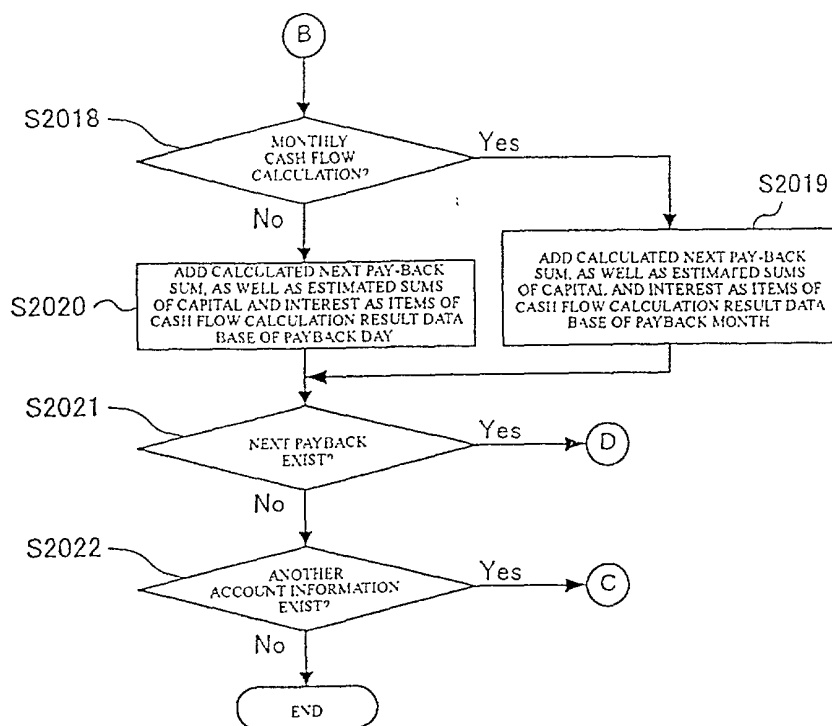 B
S2018
MONTHLY
CASH FLOW
CALCULATION?
Yes
No
S2019
ADD CALCULATED NEXT PAY-BACK
SUM, AS WELL AS ESTIMATED SUMS
OF CAPITAL AND INTEREST AS ITEMS OF
CASH FLOW CALCULATION RESULT DATA
BASE OF PAYBACK MONTH
S2020
ADD CALCULATED NEXT PAY-BACK
SUM, AS WELL AS ESTIMATED SUMS
OF CAPITAL AND INTEREST AS ITEMS OF
CASH FLOW CALCULATION RESULT DATA
BASE OF PAYBACK DAY
S2021
NEXT PAYBACK
EXIST?
Yes
D
No
S2022
ANOTHER
ACCOUNT INFORMATION
EXIST?
Yes
C
No
END